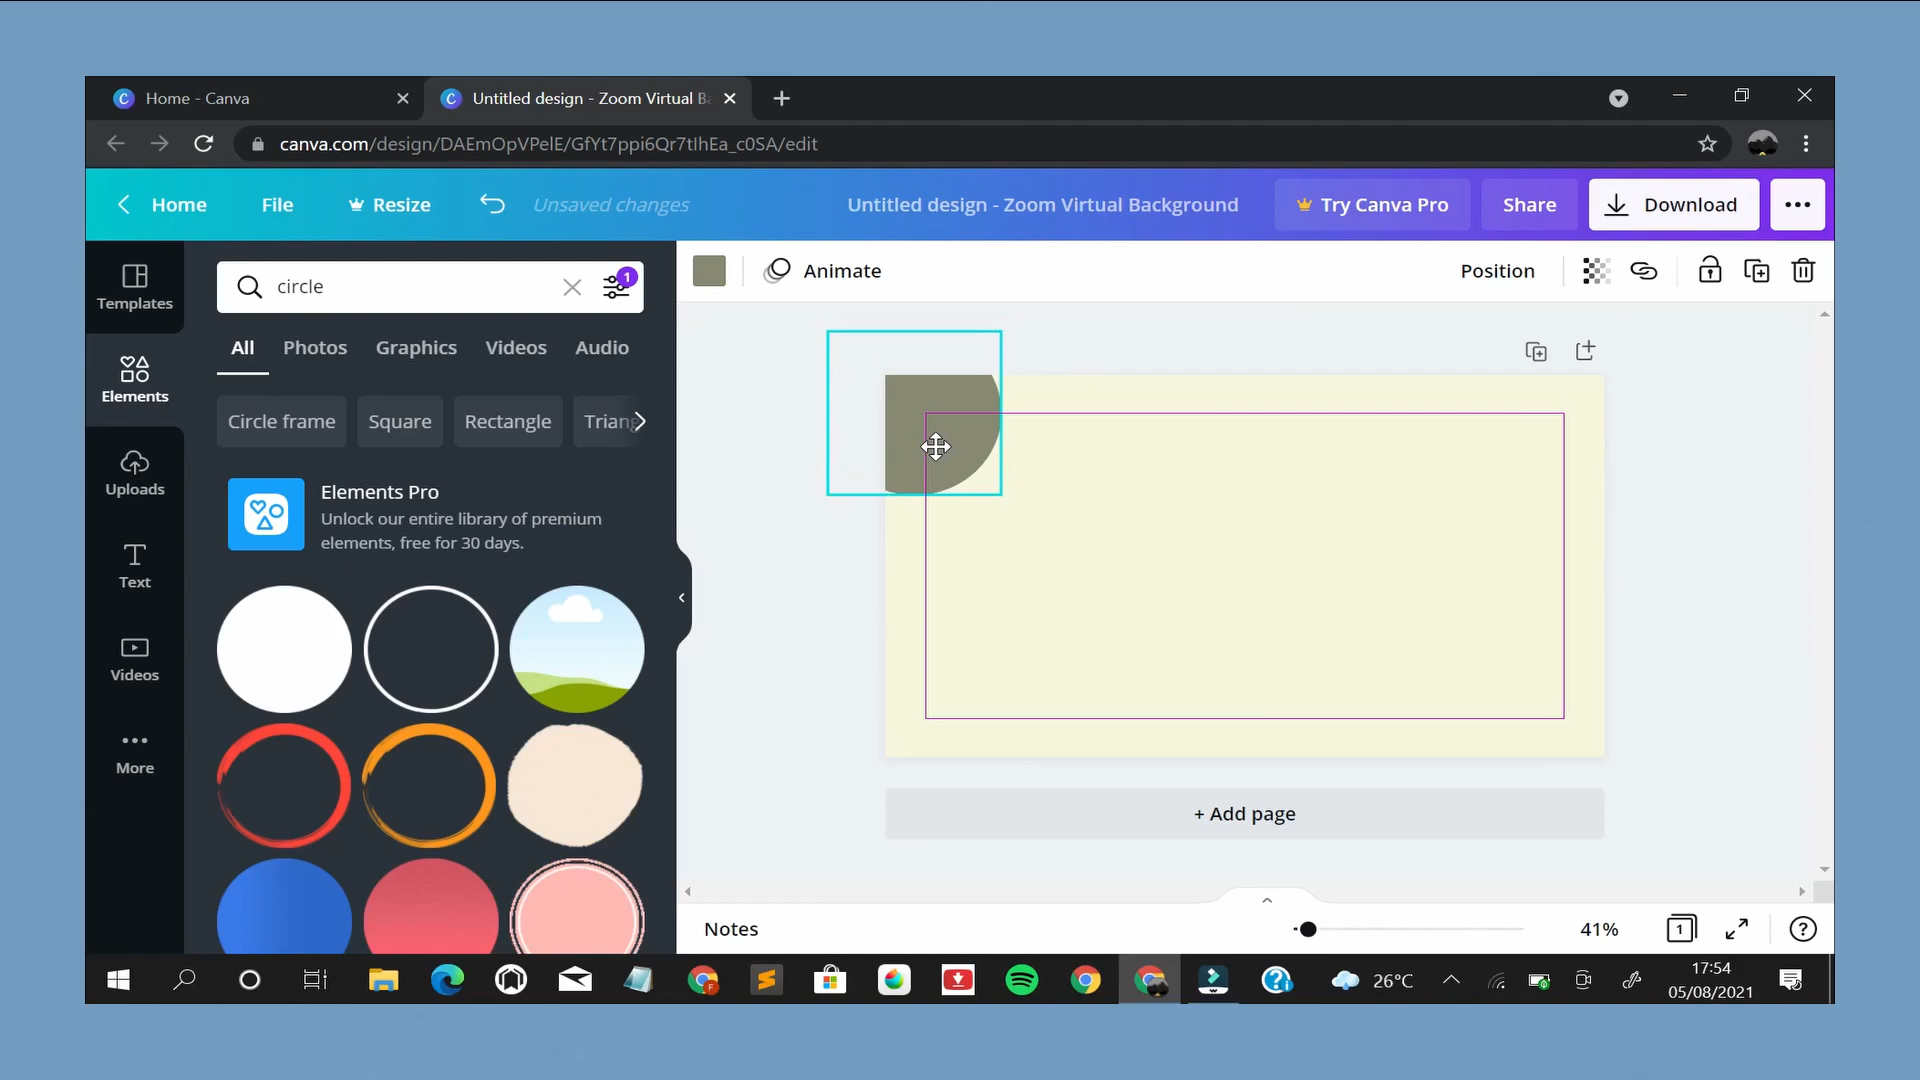 Home - Canva
Untitled design - Zoom Virtual B
canva.com/design/DAEmOpVPelE/GfYt7ppi6Qr7tIhEa_c0SA/edit
Home
File
Resize
Unsaved changes
Untitled design - Zoom Virtual Background
Try Canva Pro
Share
Download
Templates
Elements
Uploads
Text
Videos
More
circle
1
All
Photos
Graphics
Videos
Audio
Circle frame
Square
Rectangle
Triang
Elements Pro
Unlock our entire library of premium
elements, free for 30 days.
Animate
Position
+ Add page
Notes
41%
1
26°C
17:54
05/08/2021